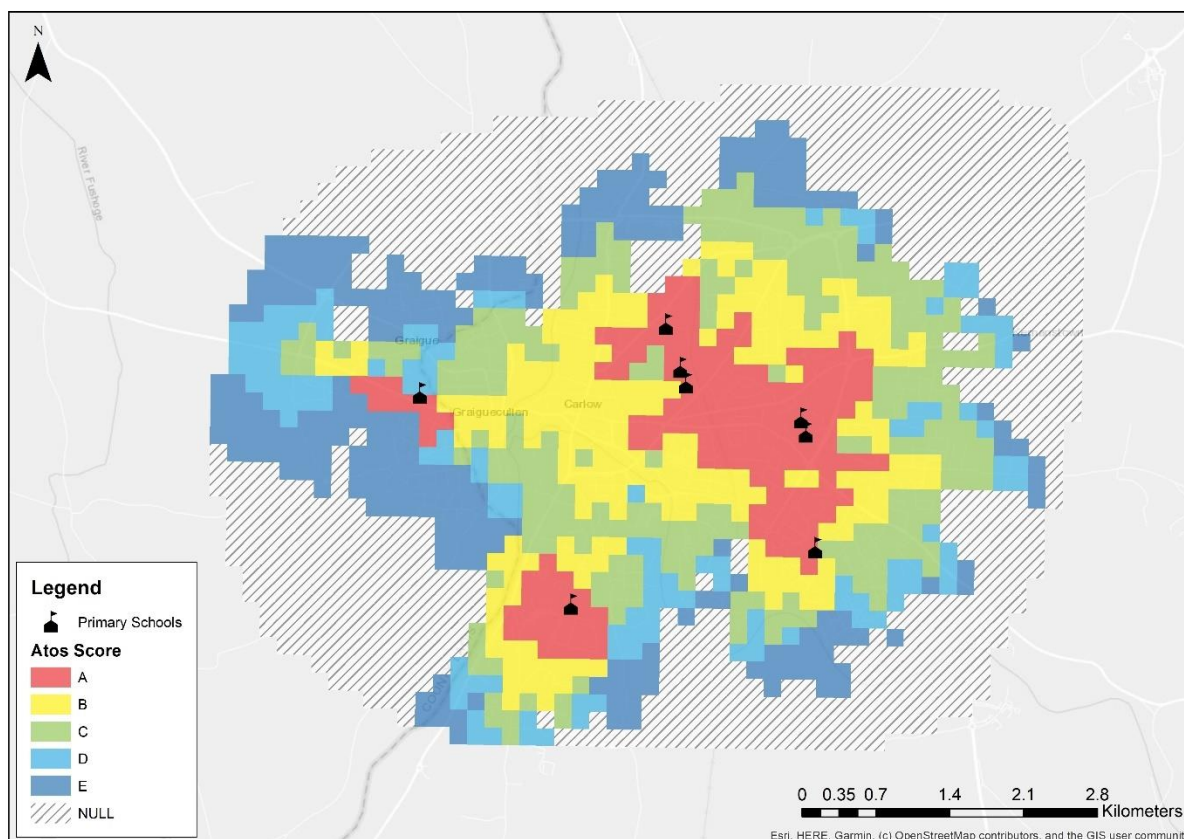 N
River Fushoge
Graigue
Graiguecullen
Carlow
Legend
Primary Schools
Atos Score
A
B
C
D
E
NULL
0 0.35 0.7 1.4 2.1 2.8
Kilometers
Esri, HERE, Garmin, (c) OpenStreetMap contributors, and the GIS user communit